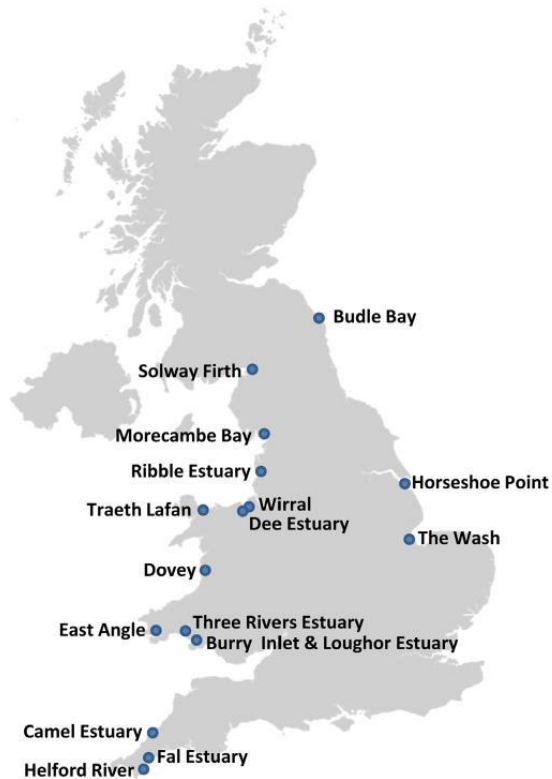 Budle Bay
Solway Firth
Morecambe Bay
Ribble Estuary
Horseshoe Point
Traeth Lafan
Wirral
Dee Estuary
The Wash
Dovey
East Angle
Three Rivers Estuary
Burry Inlet & Loughor Estuary
Camel Estuary
Fal Estuary
Helford River